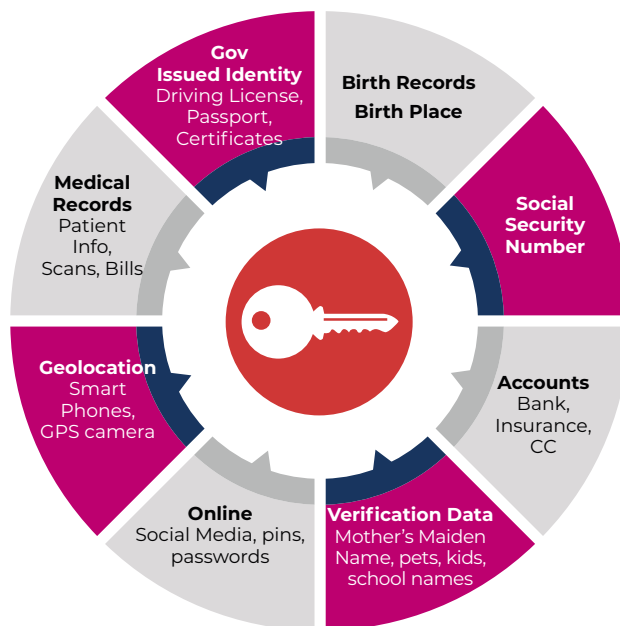 Gov
Issued Identity
Driving License,
Passport,
Certificates
Birth Records
Birth Place
Social
Security
Number
Accounts
Bank,
Insurance,
CC
Verification Data
Mother’s Maiden
Name, pets, kids,
school names
Online
Social Media, pins,
passwords
Geolocation
Smart
Phones,
GPS camera
Medical
Records
Patient
Info,
Scans, Bills